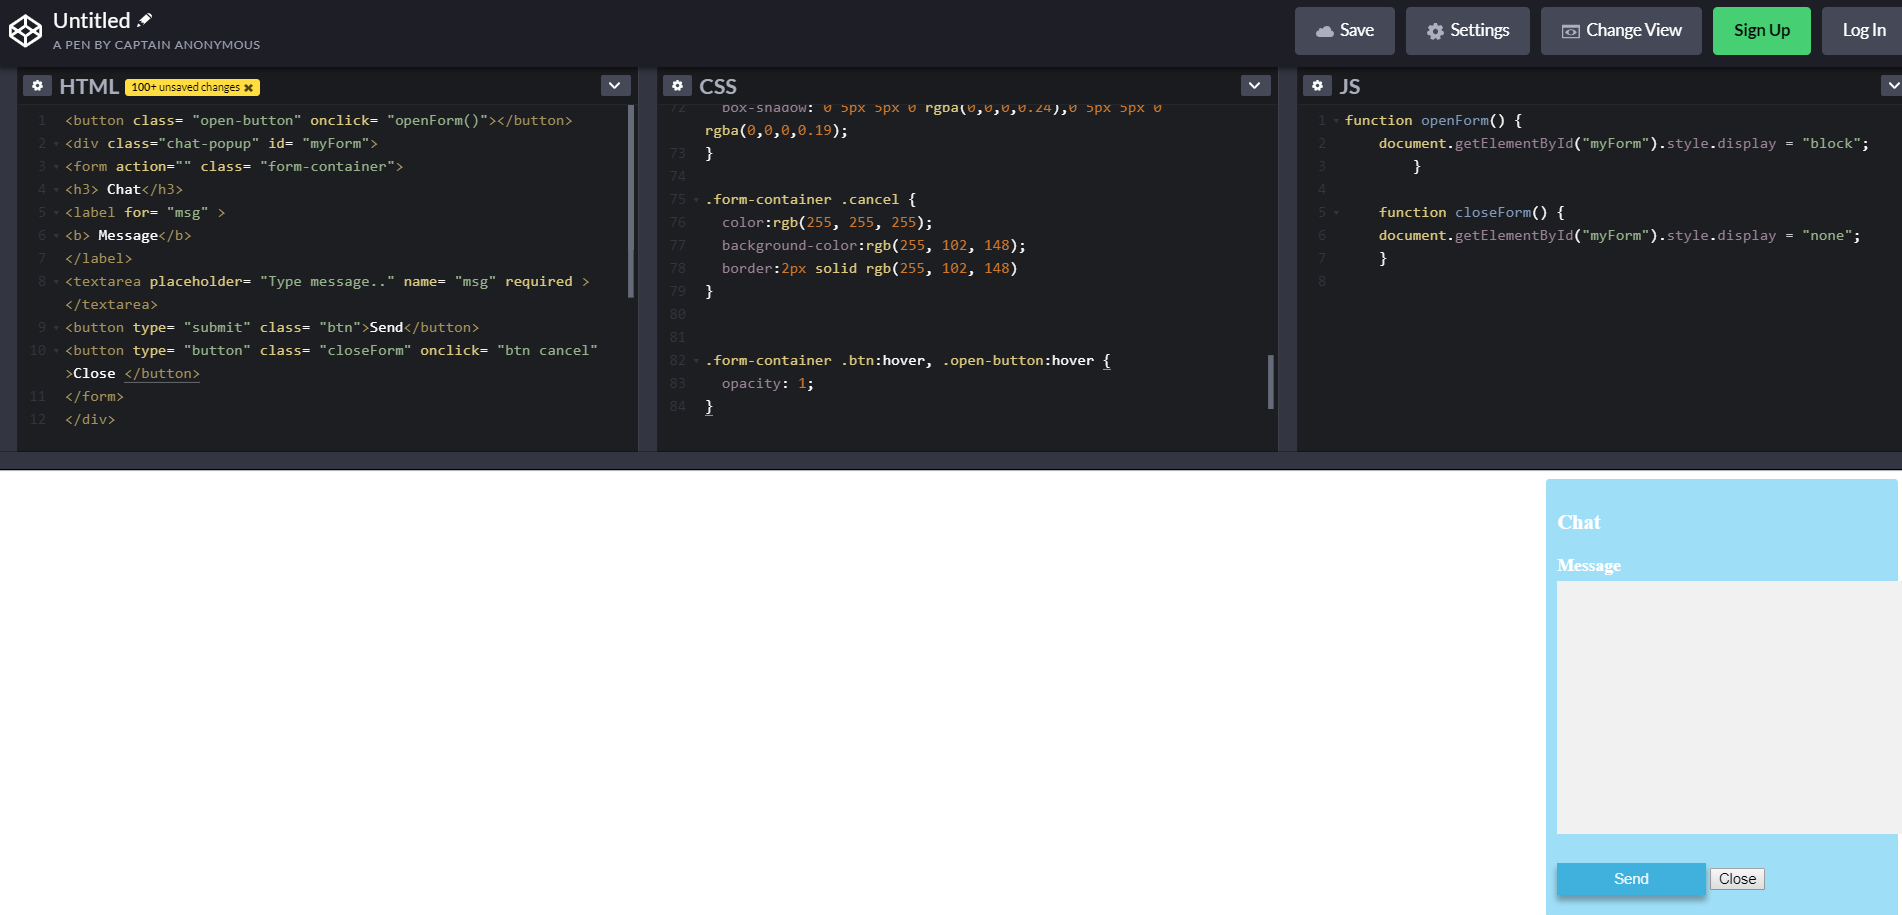 Untitled
A PEN BY CAPTAIN ANONYMOUS
Save
Settings
Change View
Sign Up
Log In
HTML 100+ unsaved changes ×
1 <button class= "open-button" onclick= "openForm()"></button>
2 <div class="chat-popup" id= "myForm">
3 <form action="" class= "form-container">
4 <h3> Chat</h3>
5 <label for= "msg" >
6 <b> Message</b>
7 </label>
8 <textarea placeholder= "Type message.." name= "msg" required >
</textarea>
9 <button type= "submit" class= "btn">Send</button>
10 <button type= "button" class= "closeForm" onclick= "btn cancel"
>Close </button>
11 </form>
12 </div>
CSS
72 box-shadow: 0 5px 5px 0 rgba(0,0,0,0.24),0 5px 5px 0
rgba(0,0,0,0.19);
73 }
74
75 .form-container .cancel {
76 color:rgb(255, 255, 255);
77 background-color:rgb(255, 102, 148);
78 border:2px solid rgb(255, 102, 148)
79 }
80
81
82 .form-container .btn:hover, .open-button:hover {
83 opacity: 1;
84 }
JS
1 function openForm() {
2 document.getElementById("myForm").style.display = "block";
3 }
4
5 function closeForm() {
6 document.getElementById("myForm").style.display = "none";
7 }
8
Chat
Message
Send
Close